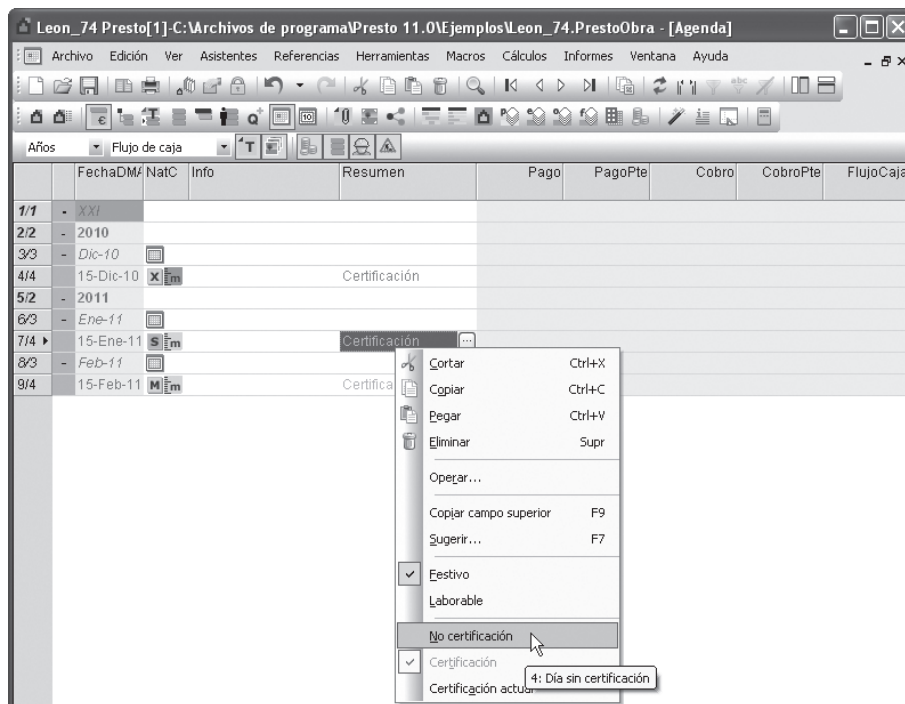 Leon_74 Presto[1]-C:\Archivos de programa\Presto 11.0\Ejemplos\Leon_74.PrestoObra - [Agenda]
Archivo Edición Ver Asistentes Referencias Herramientas Macros Cálculos Informes Ventana Ayuda
Años Flujo de caja
FechaDMA NatC Info Resumen Pago PagoPte Cobro CobroPte FlujoCaja
1/1 - XXI
2/2 - 2010
3/3 - Dic-10
4/4 15-Dic-10 X m Certificación
5/2 - 2011
6/3 - Ene-11
7/4 15-Ene-11 S m Certificación ...
8/3 - Feb-11
9/4 15-Feb-11 M m Certifica
Cortar Ctrl+X
Copiar Ctrl+C
Pegar Ctrl+V
Eliminar Supr
Operar...
Copiar campo superior F9
Sugerir... F7
Festivo
Laborable
No certificación
Certificación
4: Día sin certificación
Certificación actual